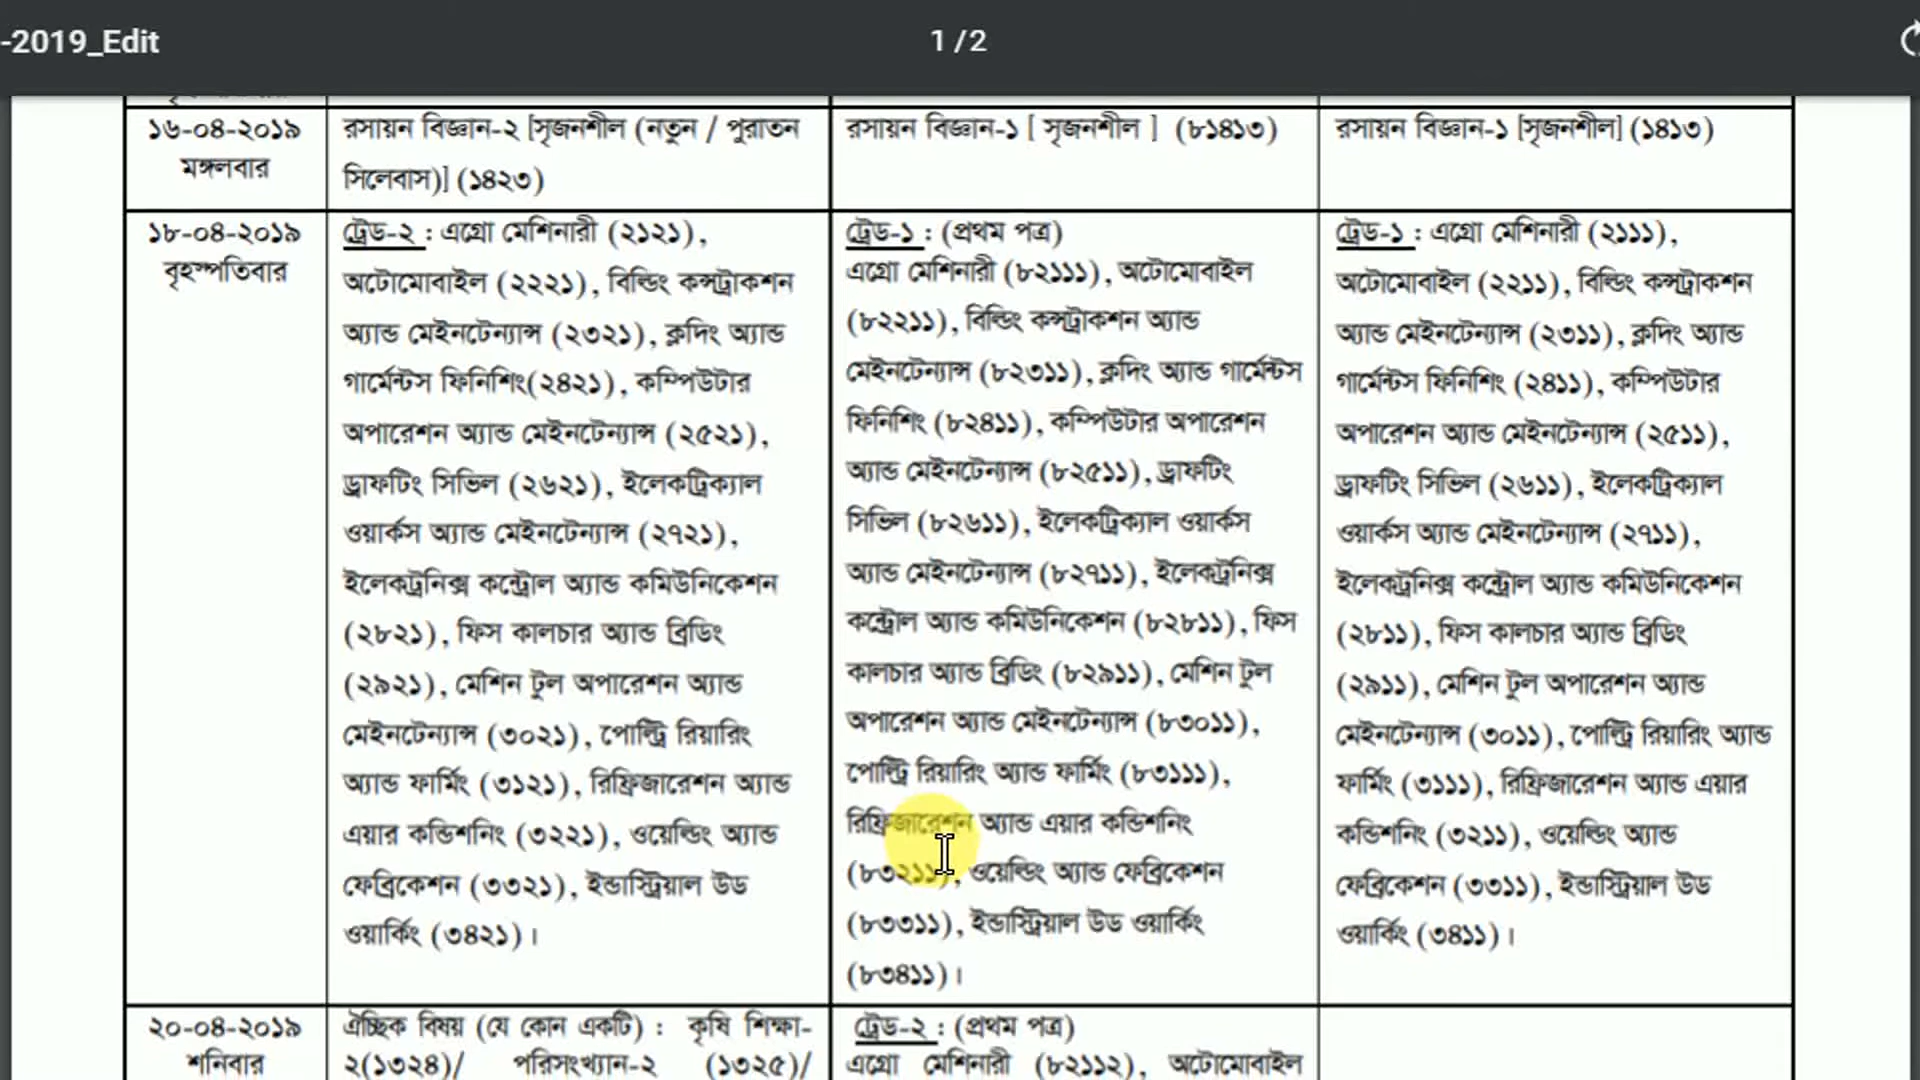 -2019_Edit
1 / 2
১৬-০৪-২০১৯
মঙ্গলবার
রসায়ন বিজ্ঞান-২ [সৃজনশীল (নতুন / পুরাতন
সিলেবাস)] (১৪২৩)
রসায়ন বিজ্ঞান-১ [ সৃজনশীল ] (৮১৪১৩)
রসায়ন বিজ্ঞান-১ [সৃজনশীল] (১৪১৩)
১৮-০৪-২০১৯
বৃহস্পতিবার
ট্রেড-২ : এগ্রো মেশিনারী (২১২১),
অটোমোবাইল (২২২১), বিল্ডিং কন্সট্রাকশন
অ্যান্ড মেইনটেন্যান্স (২৩২১), ক্লদিং অ্যান্ড
গার্মেন্টস ফিনিশিং(২৪২১), কম্পিউটার
অপারেশন অ্যান্ড মেইনটেন্যান্স (২৫২১),
ড্রাফটিং সিভিল (২৬২১), ইলেকট্রিক্যাল
ওয়ার্কস অ্যান্ড মেইনটেন্যান্স (২৭২১),
ইলেকট্রনিক্স কন্ট্রোল অ্যান্ড কমিউনিকেশন
(২৮২১), ফিস কালচার অ্যান্ড ব্রিডিং
(২৯২১), মেশিন টুল অপারেশন অ্যান্ড
মেইনটেন্যান্স (৩০২১), পোল্ট্রি রিয়ারিং
অ্যান্ড ফার্মিং (৩১২১), রিফ্রিজারেশন অ্যান্ড
এয়ার কন্ডিশনিং (৩২২১), ওয়েল্ডিং অ্যান্ড
ফেব্রিকেশন (৩৩২১), ইন্ডাস্ট্রিয়াল উড
ওয়ার্কিং (৩৪২১)।
ট্রেড-১ : (প্রথম পত্র)
এগ্রো মেশিনারী (৮২১১১), অটোমোবাইল
(৮২২১১), বিল্ডিং কন্সট্রাকশন অ্যান্ড
মেইনটেন্যান্স (৮২৩১১), ক্লদিং অ্যান্ড গার্মেন্টস
ফিনিশিং (৮২৪১১), কম্পিউটার অপারেশন
অ্যান্ড মেইনটেন্যান্স (৮২৫১১), ড্রাফটিং
সিভিল (৮২৬১১), ইলেকট্রিক্যাল ওয়ার্কস
অ্যান্ড মেইনটেন্যান্স (৮২৭১১), ইলেকট্রনিক্স
কন্ট্রোল অ্যান্ড কমিউনিকেশন (৮২৮১১), ফিস
কালচার অ্যান্ড ব্রিডিং (৮২৯১১), মেশিন টুল
অপারেশন অ্যান্ড মেইনটেন্যান্স (৮৩০১১),
পোল্ট্রি রিয়ারিং অ্যান্ড ফার্মিং (৮৩১১১),
রিফ্রিজারেশন অ্যান্ড এয়ার কন্ডিশনিং
(৮৩২১১), ওয়েল্ডিং অ্যান্ড ফেব্রিকেশন
(৮৩৩১১), ইন্ডাস্ট্রিয়াল উড ওয়ার্কিং
(৮৩৪১১)।
ট্রেড-১ : এগ্রো মেশিনারী (২১১১),
অটোমোবাইল (২২১১), বিল্ডিং কন্সট্রাকশন
অ্যান্ড মেইনটেন্যান্স (২৩১১), ক্লদিং অ্যান্ড
গার্মেন্টস ফিনিশিং (২৪১১), কম্পিউটার
অপারেশন অ্যান্ড মেইনটেন্যান্স (২৫১১),
ড্রাফটিং সিভিল (২৬১১), ইলেকট্রিক্যাল
ওয়ার্কস অ্যান্ড মেইনটেন্যান্স (২৭১১),
ইলেকট্রনিক্স কন্ট্রোল অ্যান্ড কমিউনিকেশন
(২৮১১), ফিস কালচার অ্যান্ড ব্রিডিং
(২৯১১), মেশিন টুল অপারেশন অ্যান্ড
মেইনটেন্যান্স (৩০১১), পোল্ট্রি রিয়ারিং অ্যান্ড
ফার্মিং (৩১১১), রিফ্রিজারেশন অ্যান্ড এয়ার
কন্ডিশনিং (৩২১১), ওয়েল্ডিং অ্যান্ড
ফেব্রিকেশন (৩৩১১), ইন্ডাস্ট্রিয়াল উড
ওয়ার্কিং (৩৪১১)।
২০-০৪-২০১৯
শনিবার
ঐচ্ছিক বিষয় (যে কোন একটি) : কৃষি শিক্ষা-
২(১৩২৪)/ পরিসংখ্যান-২ (১৩২৫)/
ট্রেড-২ : (প্রথম পত্র)
এগ্রো মেশিনারী (৮২১১২), অটোমোবাইল